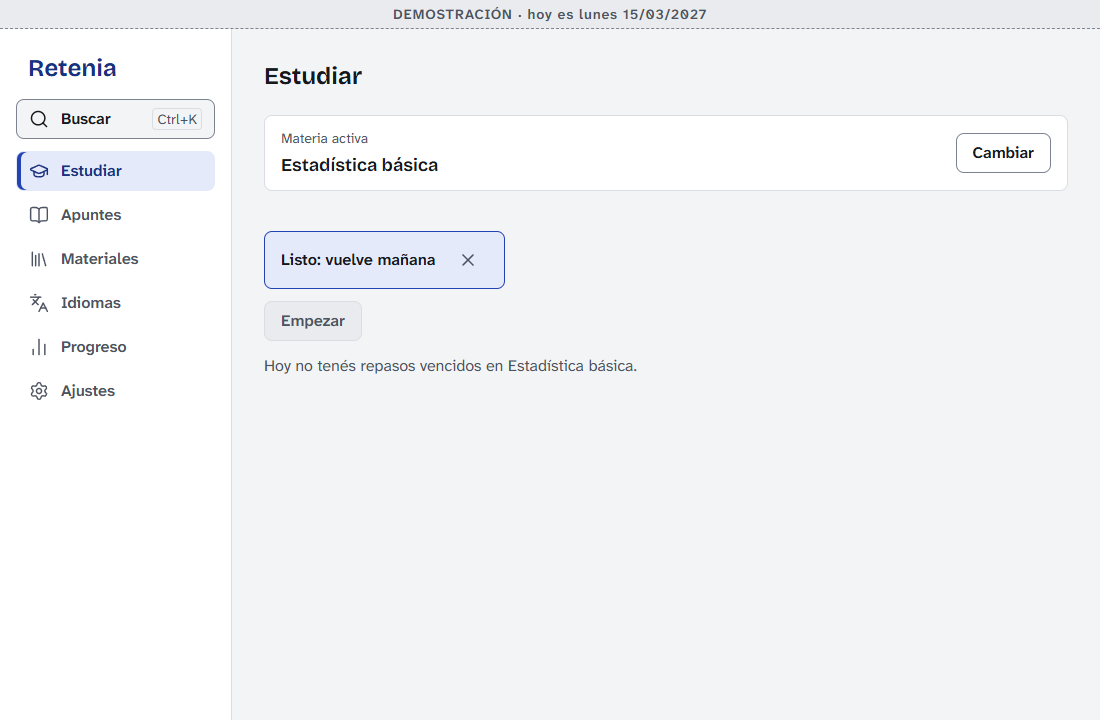 DEMOSTRACIÓN · hoy es lunes 15/03/2027
Retenia
Buscar Ctrl+K
Estudiar
Apuntes
Materiales
Idiomas
Progreso
Ajustes
Estudiar
Materia activa
Estadística básica
Cambiar
Listo: vuelve mañana
Empezar
Hoy no tenés repasos vencidos en Estadística básica.